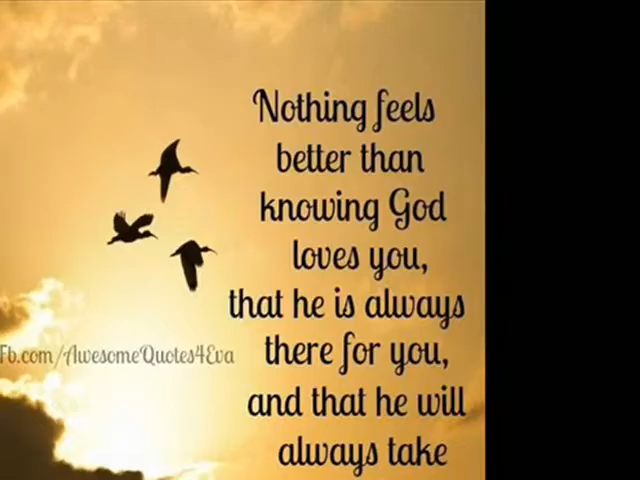 Nothing feels
better than
knowing God
loves you,
that he is always
there for you,
Fb.com/AwesomeQuotes4Eva
and that he will
always take